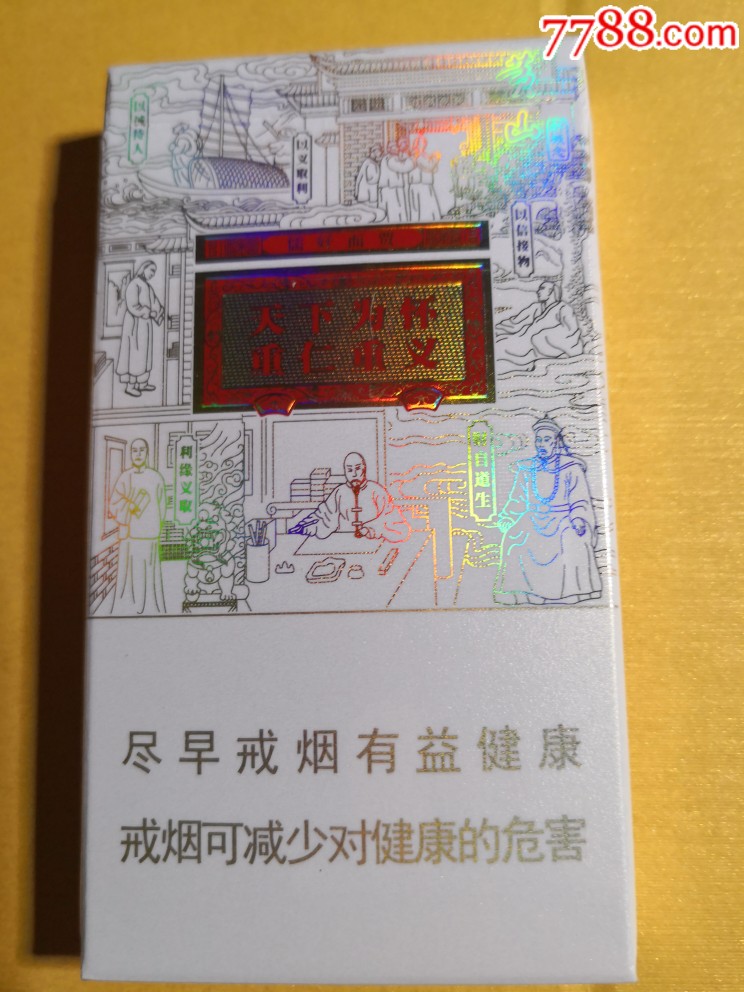 7788.com
以诚待人
以义取利
以信接物
天下为怀
重仁重义
利缘义取
财自道生
尽早戒烟有益健康
戒烟可减少对健康的危害